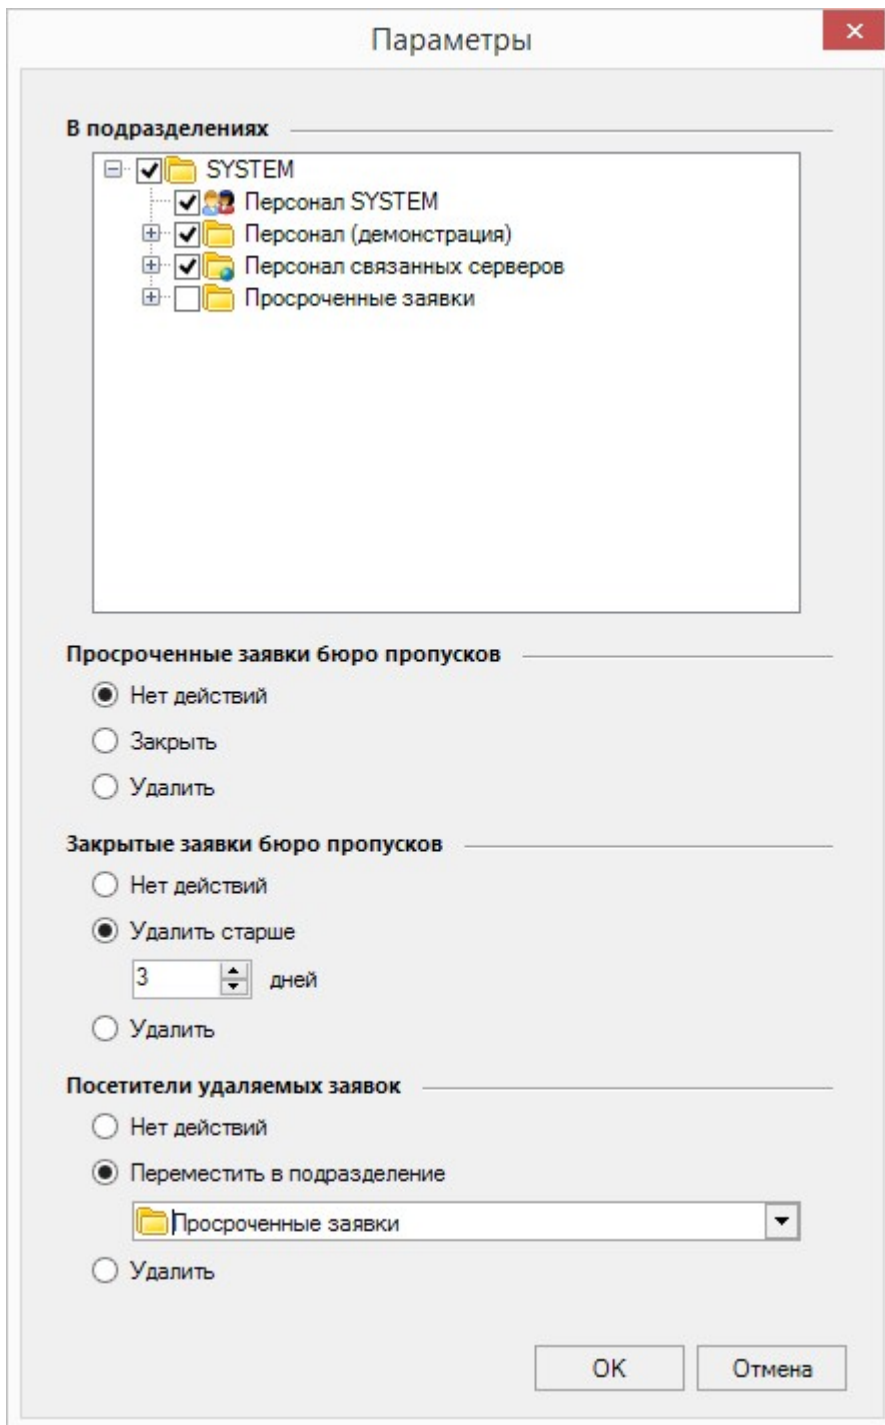 Параметры
В подразделениях
SYSTEM
Персонал SYSTEM
Персонал (демонстрация)
Персонал связанных серверов
Просроченные заявки
Просроченные заявки бюро пропусков
Нет действий
Закрыть
Удалить
Закрытые заявки бюро пропусков
Нет действий
Удалить старше
3 дней
Удалить
Посетители удаляемых заявок
Нет действий
Переместить в подразделение
Просроченные заявки
Удалить
OK Отмена